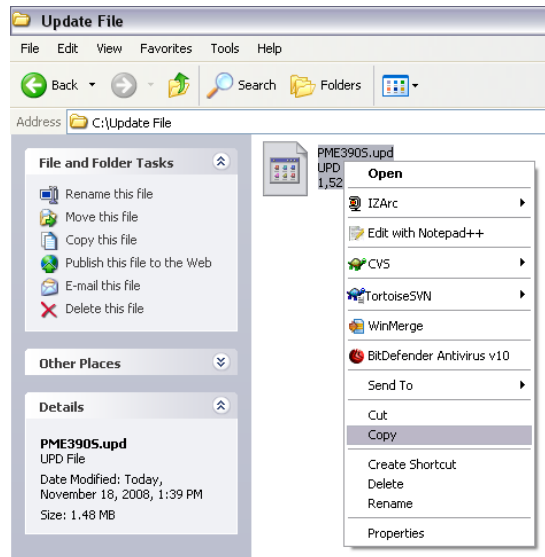 Update File
File Edit View Favorites Tools Help
Back Search Folders
Address C:\Update File
File and Folder Tasks
Rename this file
Move this file
Copy this file
Publish this file to the Web
E-mail this file
Delete this file
Other Places
Details
PME3905.upd
UPD File
Date Modified: Today,
November 18, 2008, 1:39 PM
Size: 1.48 MB
PME3905.upd
UPD
1,52
Open
IZArc
Edit with Notepad++
CVS
TortoiseSVN
WinMerge
BitDefender Antivirus v10
Send To
Cut
Copy
Create Shortcut
Delete
Rename
Properties